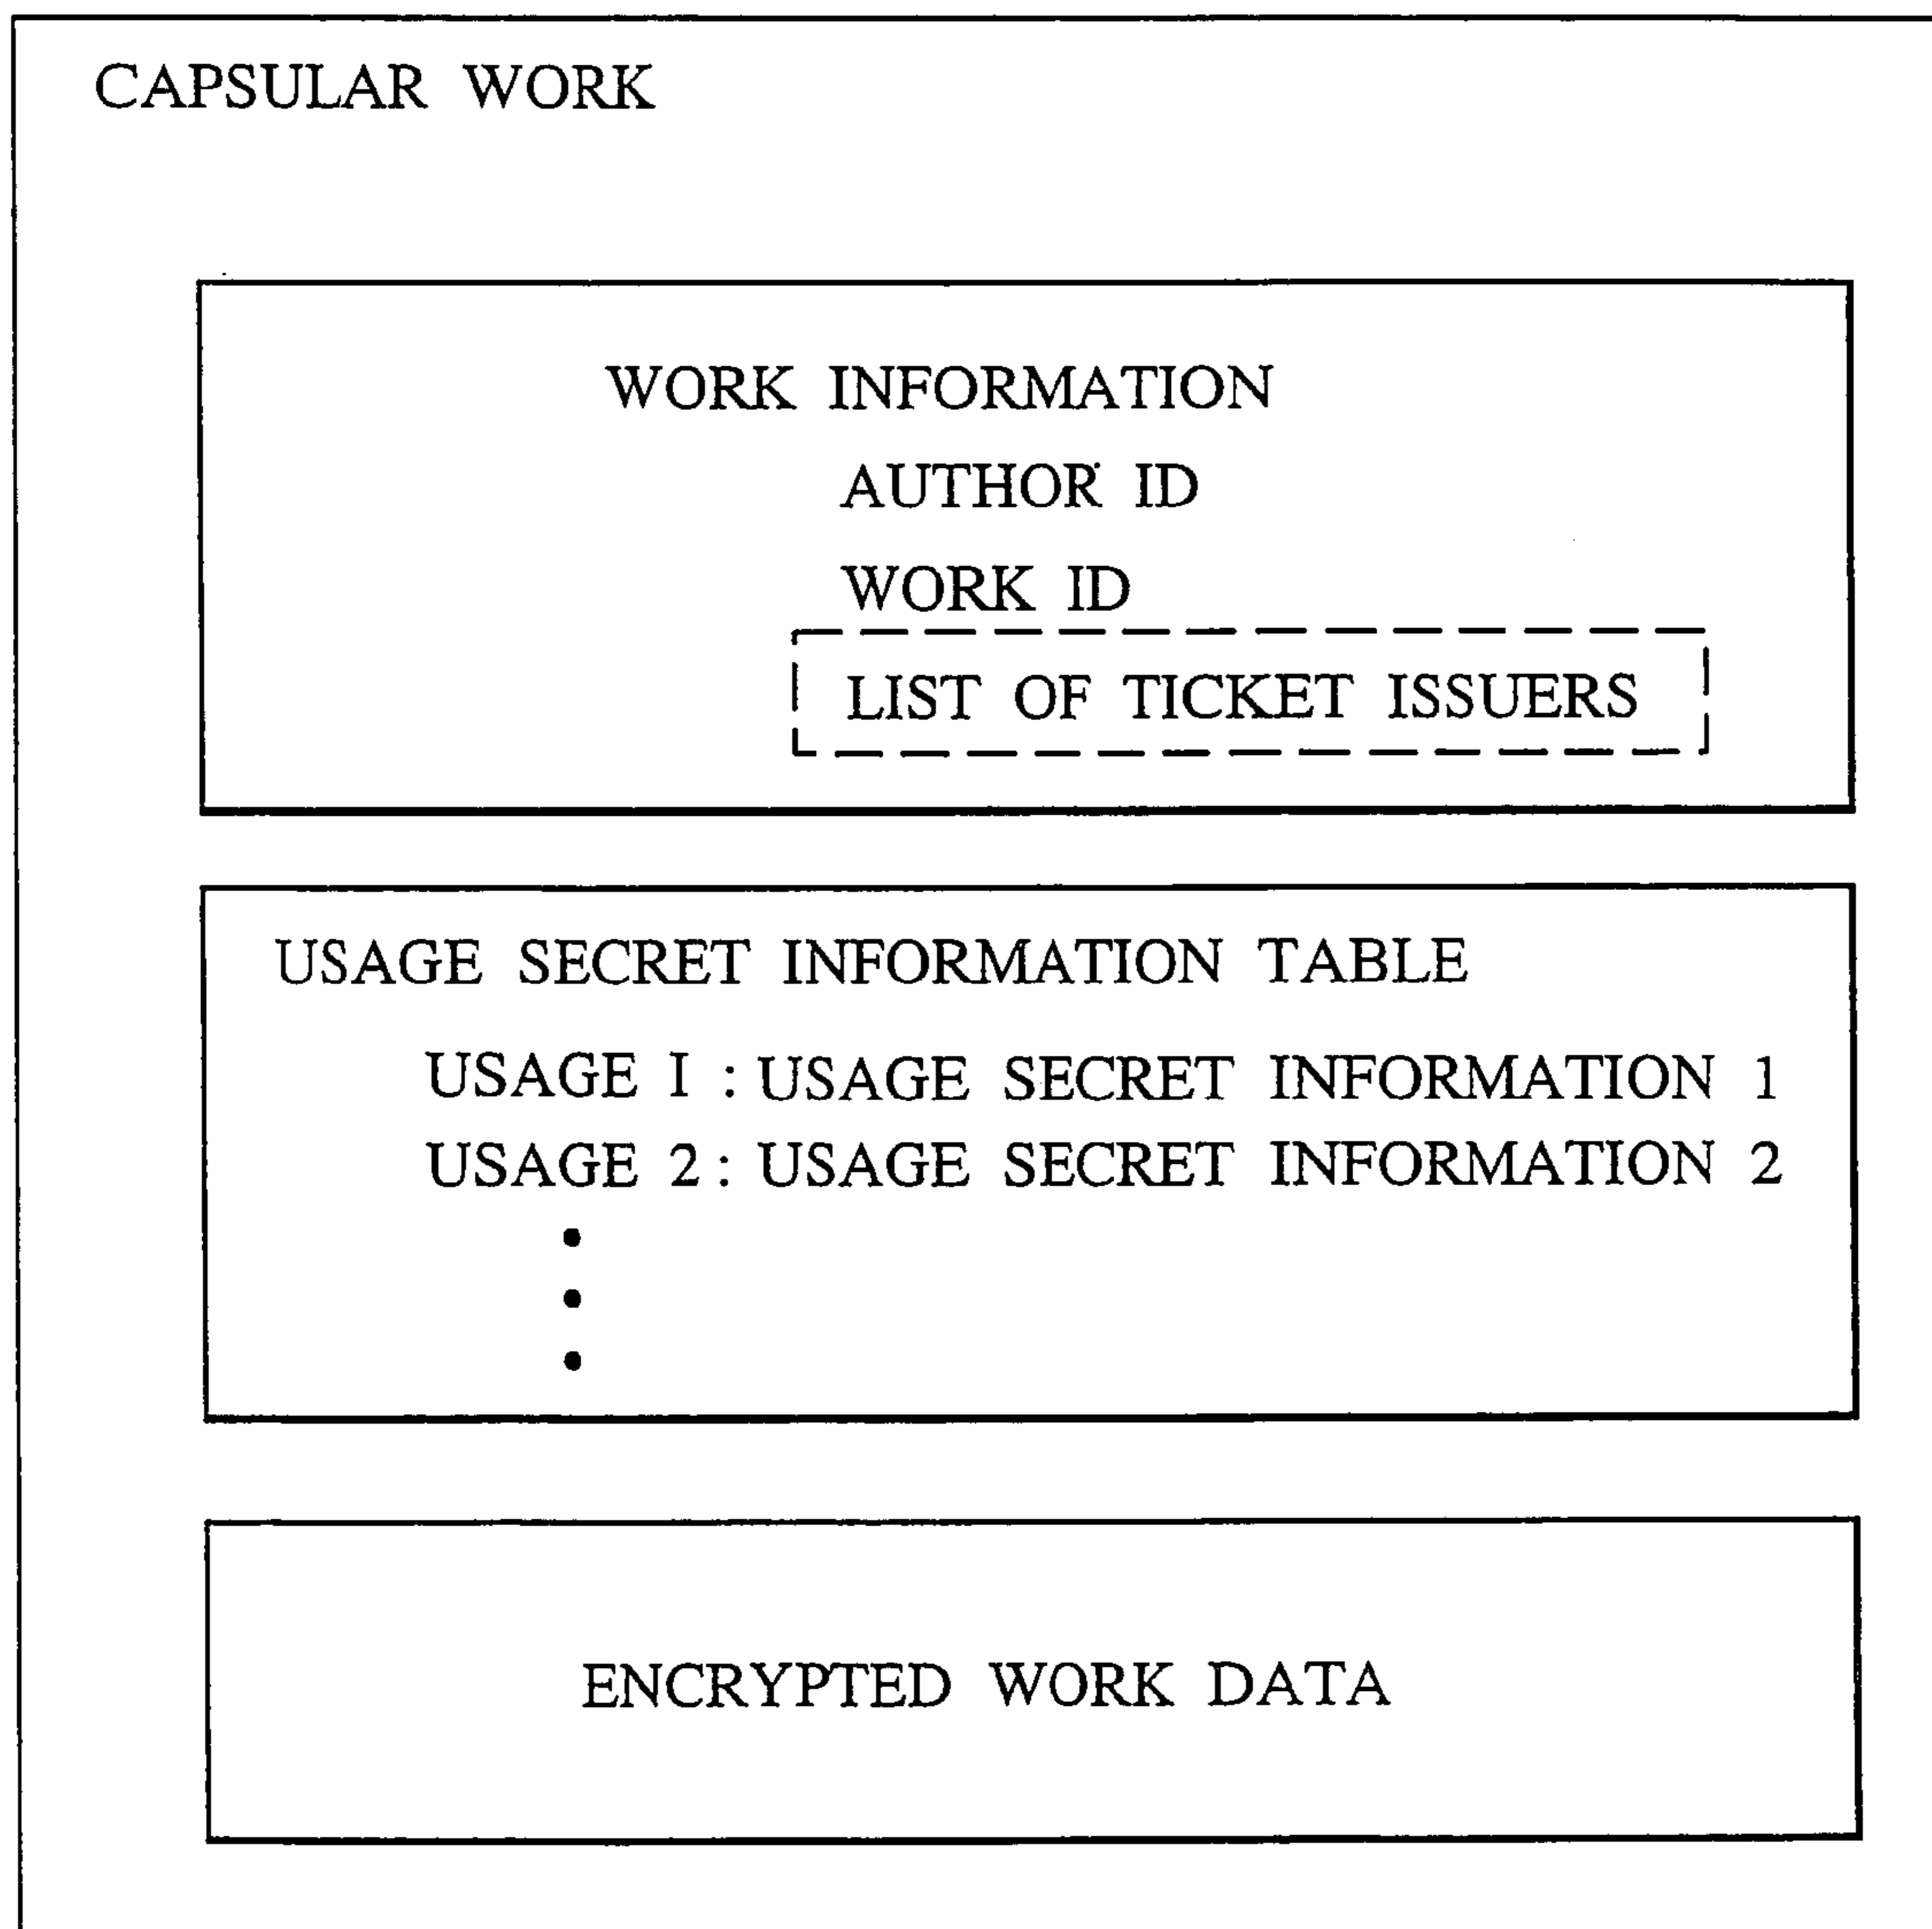 CAPSULAR WORK
WORK INFORMATION
AUTHOR ID
WORK ID
LIST OF TICKET ISSUERS
USAGE SECRET INFORMATION TABLE
USAGE 1 : USAGE SECRET INFORMATION 1
USAGE 2 : USAGE SECRET INFORMATION 2
ENCRYPTED WORK DATA